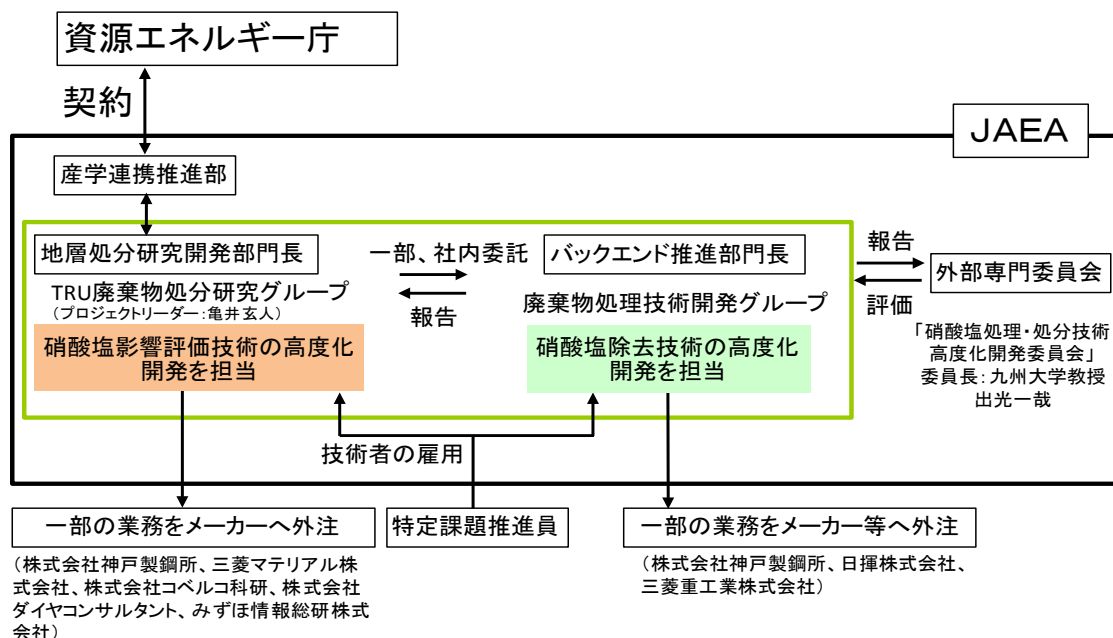 資源エネルギー庁
契約
JAEA
産学連携推進部
地層処分研究開発部門長
TRU廃棄物処分研究グループ
(プロジェクトリーダー:亀井玄人)
硝酸塩影響評価技術の高度化
開発を担当
一部、社内委託
報告
バックエンド推進部門長
廃棄物処理技術開発グループ
硝酸塩除去技術の高度化
開発を担当
報告
評価
外部専門委員会
「硝酸塩処理・処分技術
高度化開発委員会」
委員長:九州大学教授
出光一哉
技術者の雇用
一部の業務をメーカーへ外注
(株式会社神戸製鋼所、三菱マテリアル株
式会社、株式会社コベルコ科研、株式会社
ダイヤコンサルタント、みずほ情報総研株式
会社)
特定課題推進員
一部の業務をメーカー等へ外注
(株式会社神戸製鋼所、日揮株式会社、
三菱重工業株式会社)